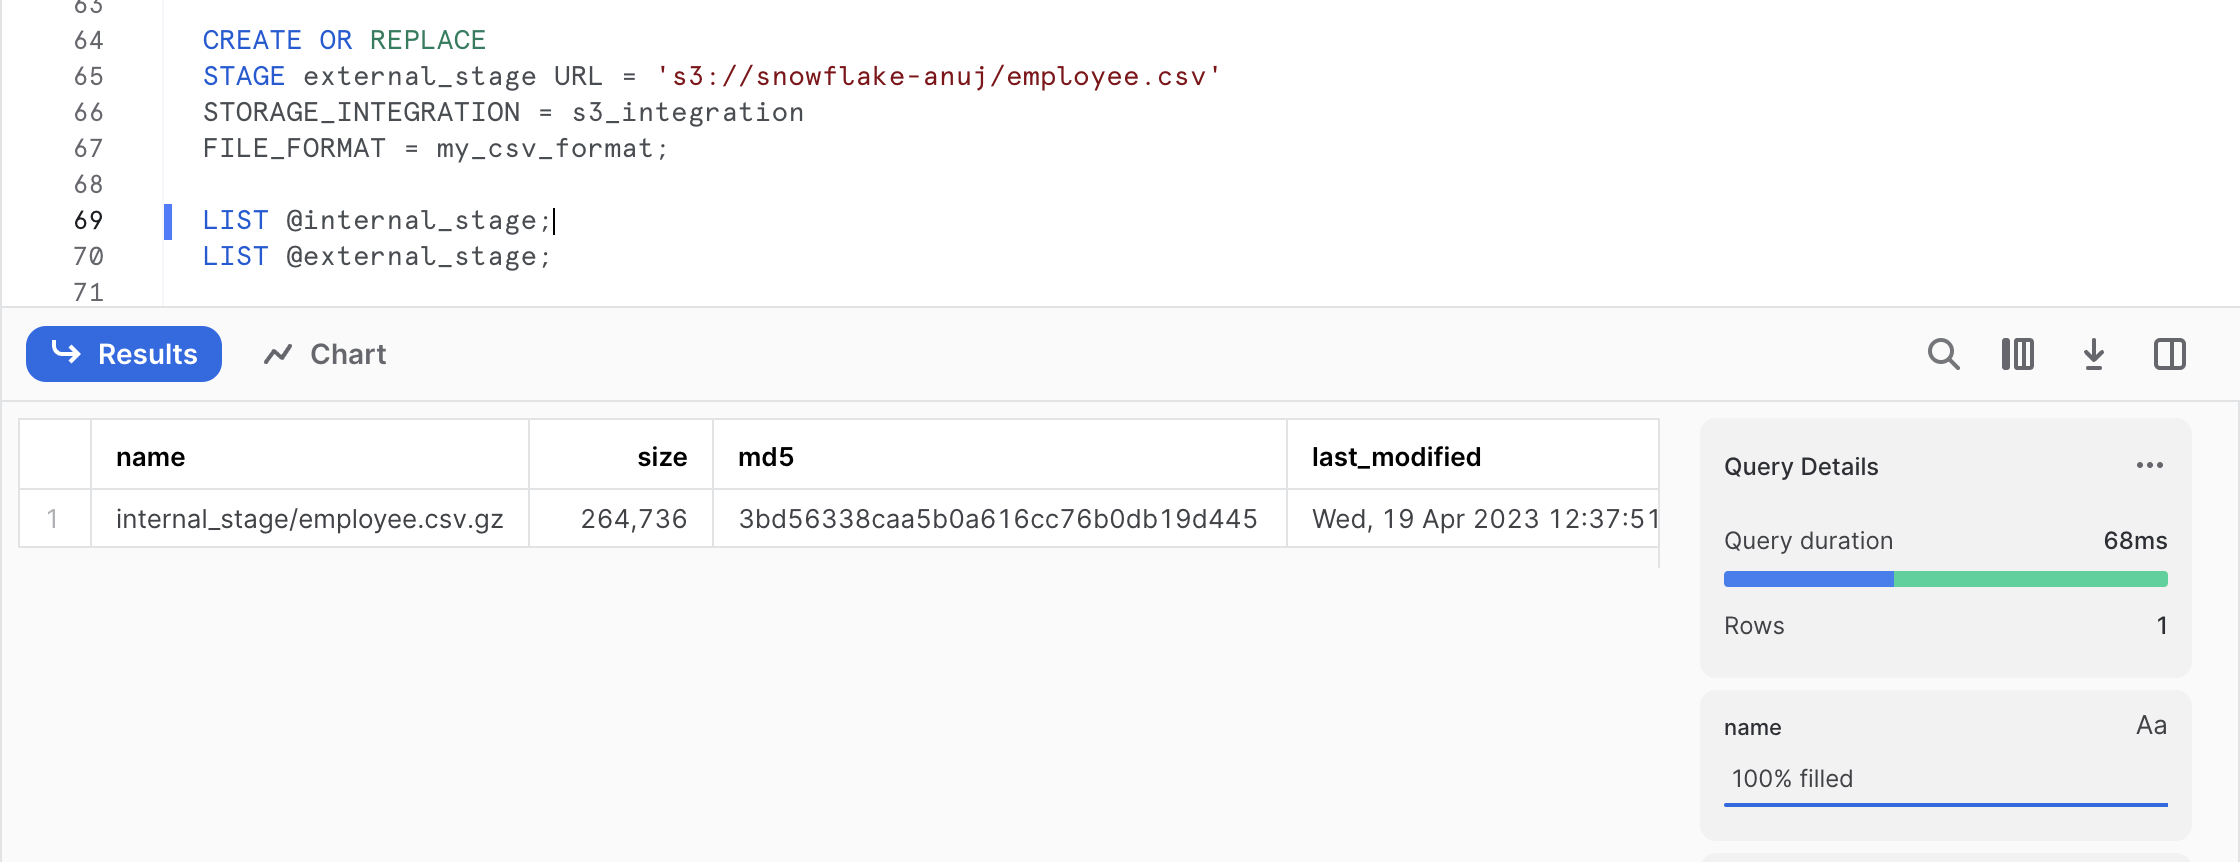 63
64 CREATE OR REPLACE
65 STAGE external_stage URL = 's3://snowflake-anuj/employee.csv'
66 STORAGE_INTEGRATION = s3_integration
67 FILE_FORMAT = my_csv_format;
68
69 LIST @internal_stage;
70 LIST @external_stage;
71
Results Chart
name size md5 last_modified
1 internal_stage/employee.csv.gz 264,736 3bd56338caa5b0a616cc76b0db19d445 Wed, 19 Apr 2023 12:37:51
Query Details
Query duration 68ms
Rows 1
name Aa
100% filled